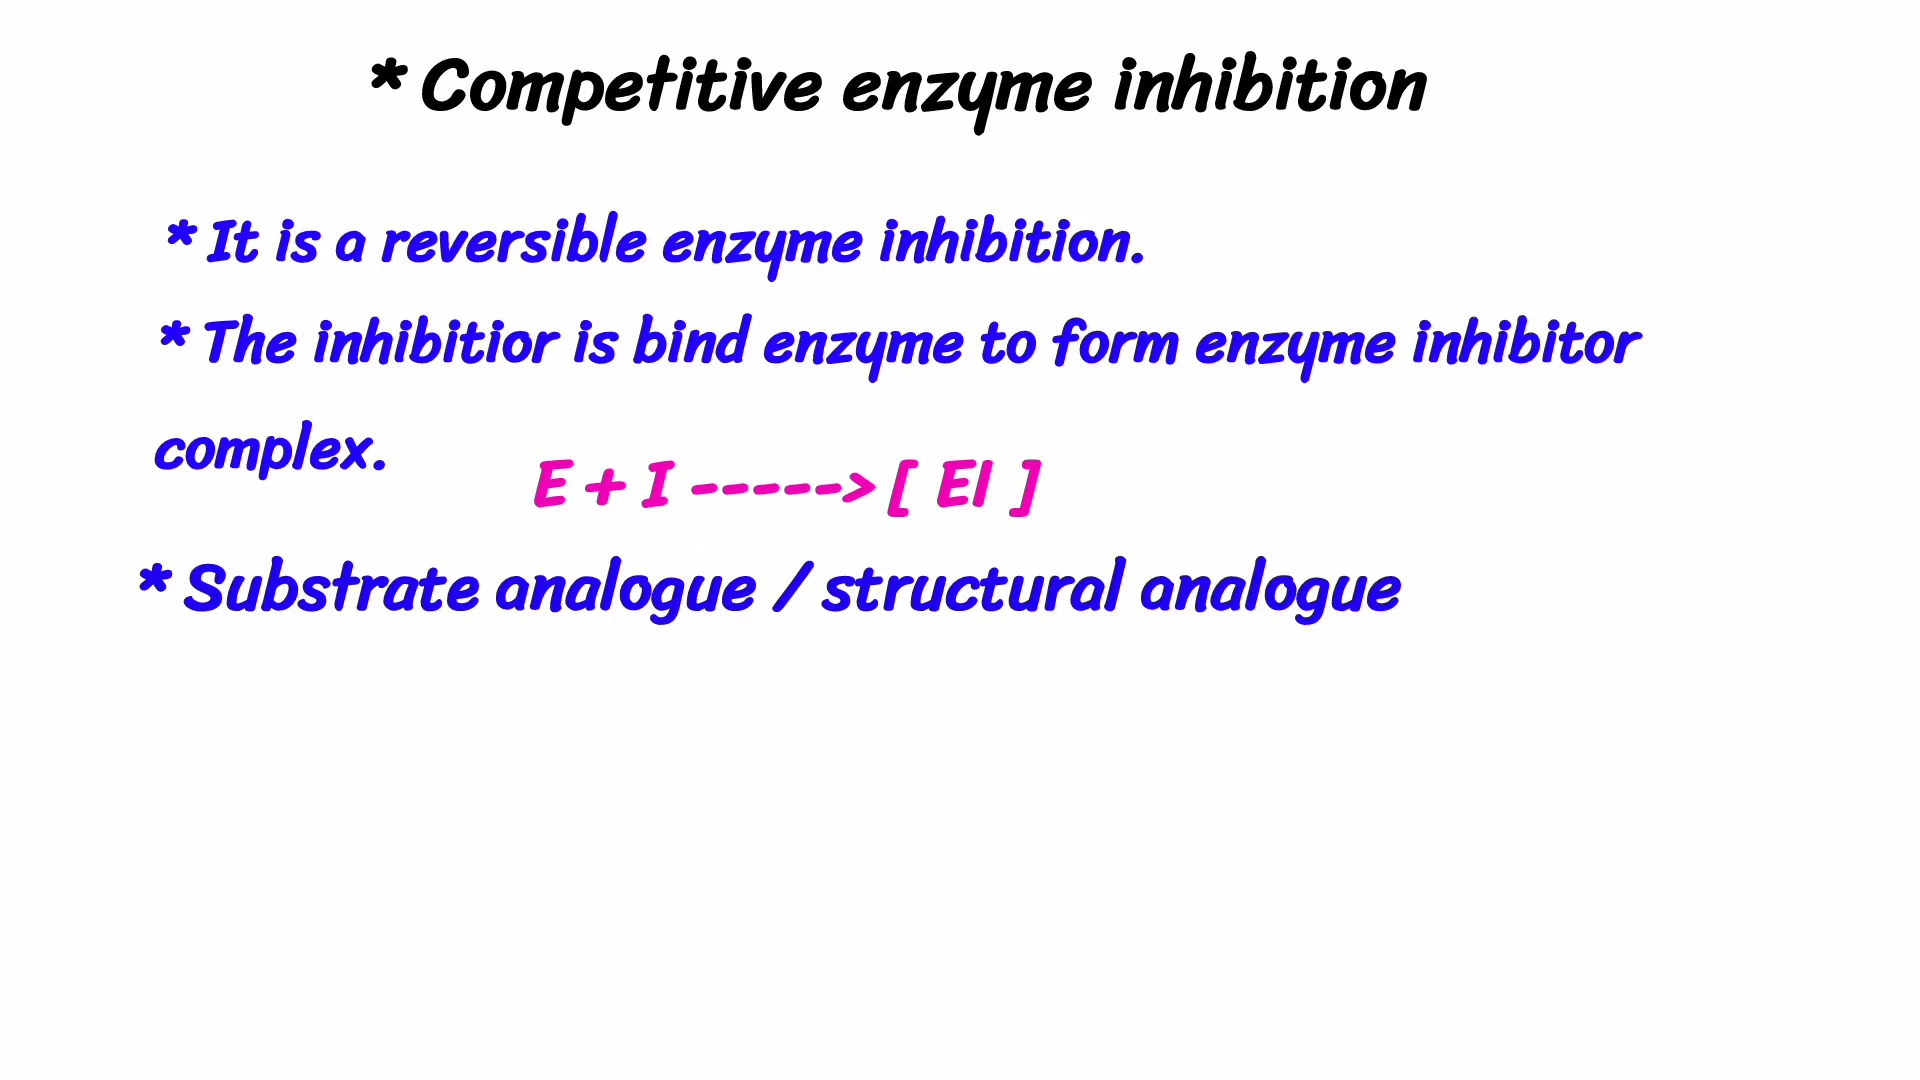 * Competitive enzyme inhibition
* It is a reversible enzyme inhibition.
* The inhibitior is bind enzyme to form enzyme inhibitor
complex.
E + I -----> [ EI ]
* Substrate analogue / structural analogue